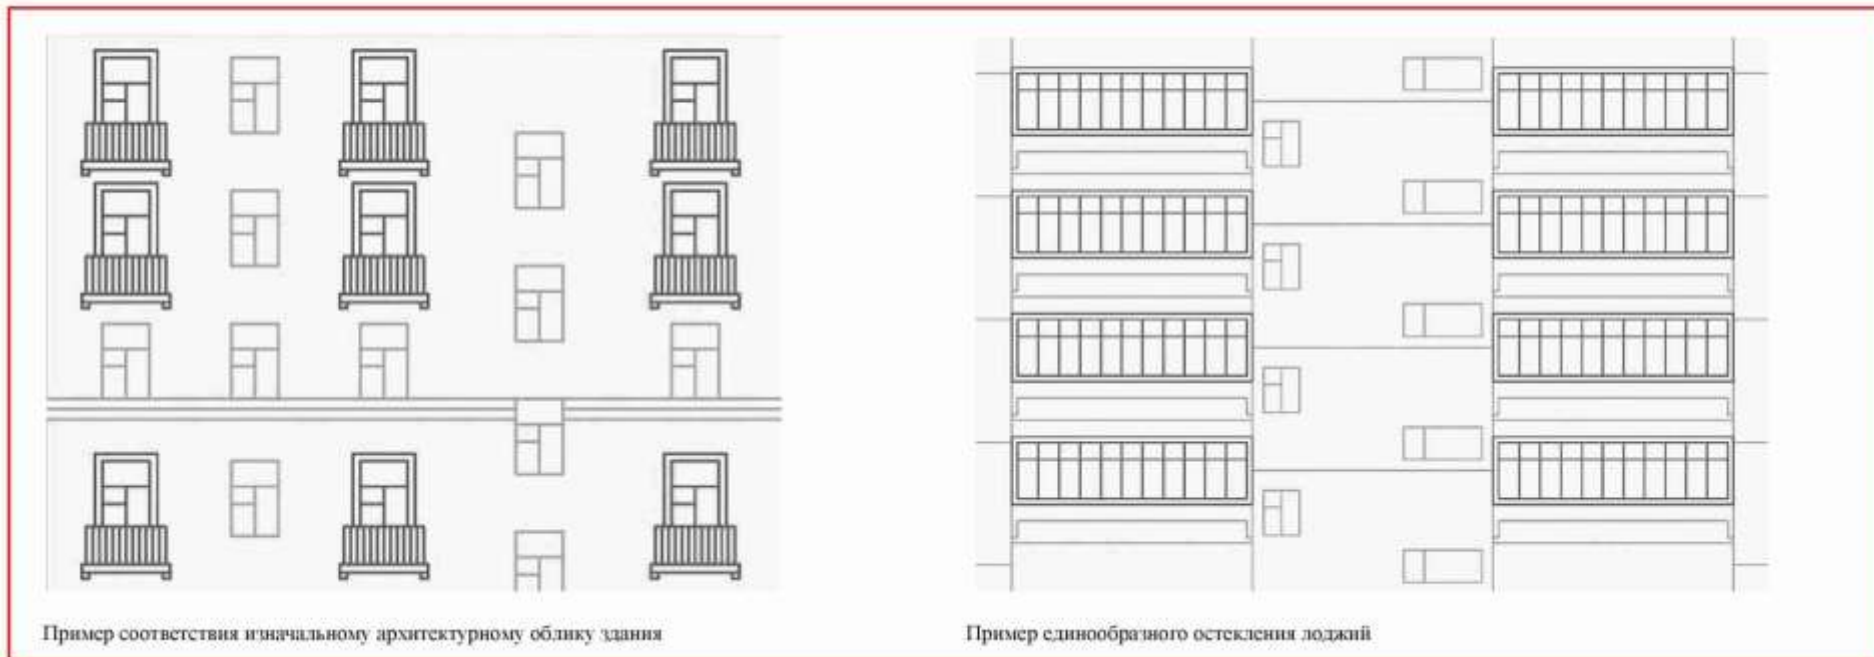 Пример соответствия изначальному архитектурному облику здания
Пример единообразного остекления лоджий